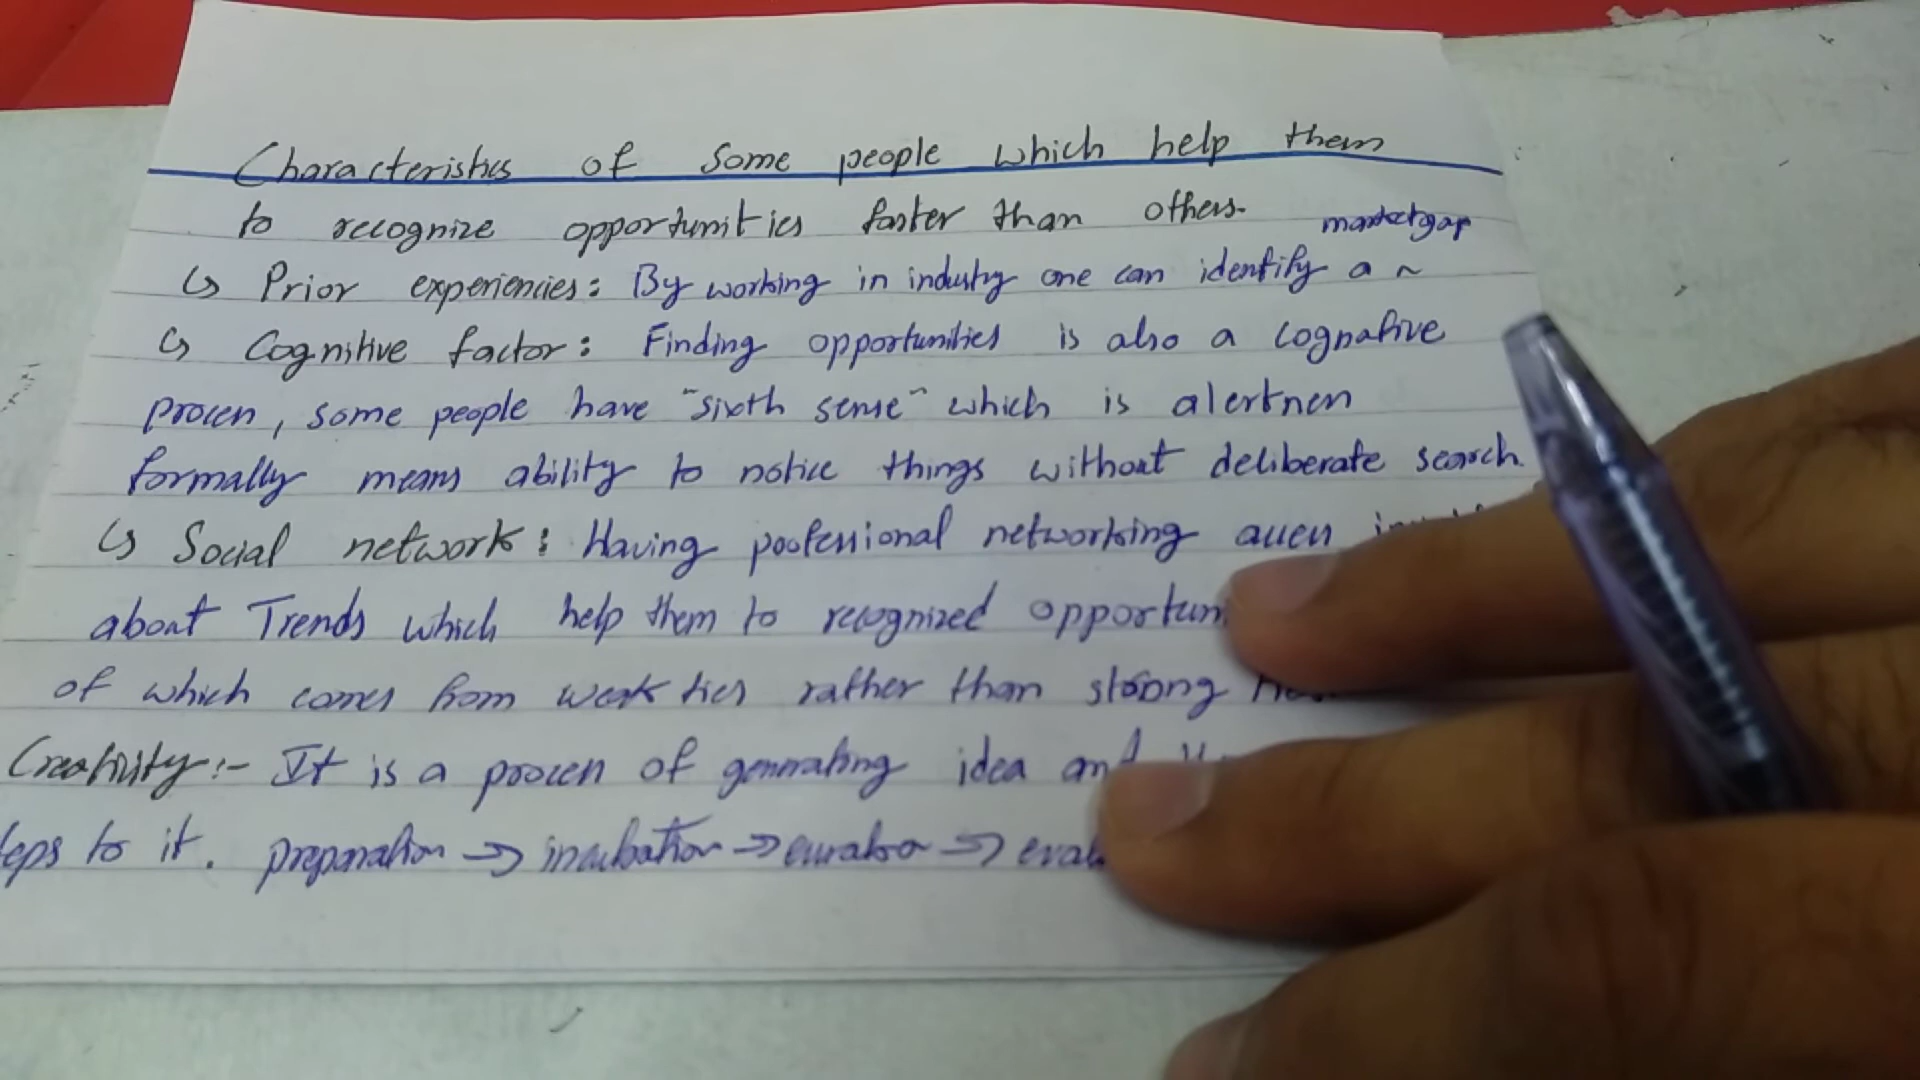 Characteristics of some people which help them
to recognize opportunities faster than others.
marketgap
↳ Prior experiencies: By working in industry one can identify a ~
↳ Cognitive factor: Finding opportunities is also a cognative
process, some people have "sixth sense" which is alertness
formally means ability to notice things without deliberate search.
↳ Social network: Having professional networking access
about Trends which help them to recognized opportun
of which comes from weak ties rather than strong
Creativity:- It is a process of generating idea and
teps to it. preparation → incubation → → eval